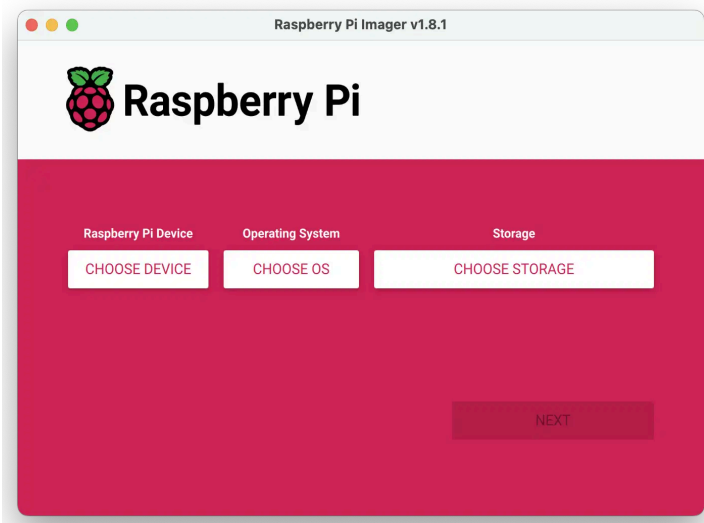 Raspberry Pi Imager v1.8.1
Raspberry Pi
Raspberry Pi Device Operating System Storage
CHOOSE DEVICE CHOOSE OS CHOOSE STORAGE
NEXT